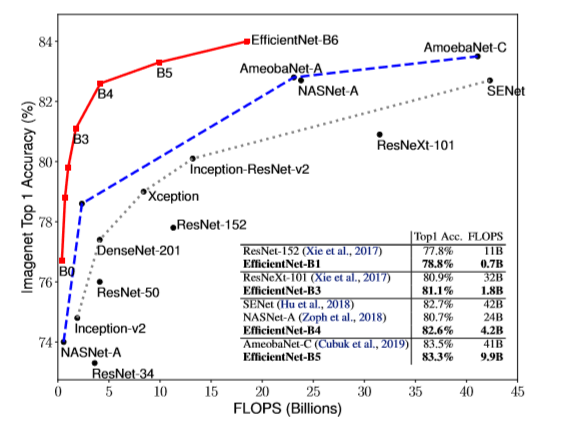 84
82
80
78
76
74
Imagenet Top 1 Accuracy (%)
EfficientNet-B6
B5
B4
B3
B0
AmoebaNet-C
AmeobaNet-A
NASNet-A
SENet
ResNeXt-101
Inception-ResNet-v2
Xception
ResNet-152
DenseNet-201
ResNet-50
Inception-v2
NASNet-A
ResNet-34
Top1 Acc. FLOPS
ResNet-152 (Xie et al., 2017) 77.8% 11B
EfficientNet-B1 78.8% 0.7B
ResNeXt-101 (Xie et al., 2017) 80.9% 32B
EfficientNet-B3 81.1% 1.8B
SENet (Hu et al., 2018) 82.7% 42B
NASNet-A (Zoph et al., 2018) 80.7% 24B
EfficientNet-B4 82.6% 4.2B
AmeobaNet-C (Cubuk et al., 2019) 83.5% 41B
EfficientNet-B5 83.3% 9.9B
0 5 10 15 20 25 30 35 40 45
FLOPS (Billions)